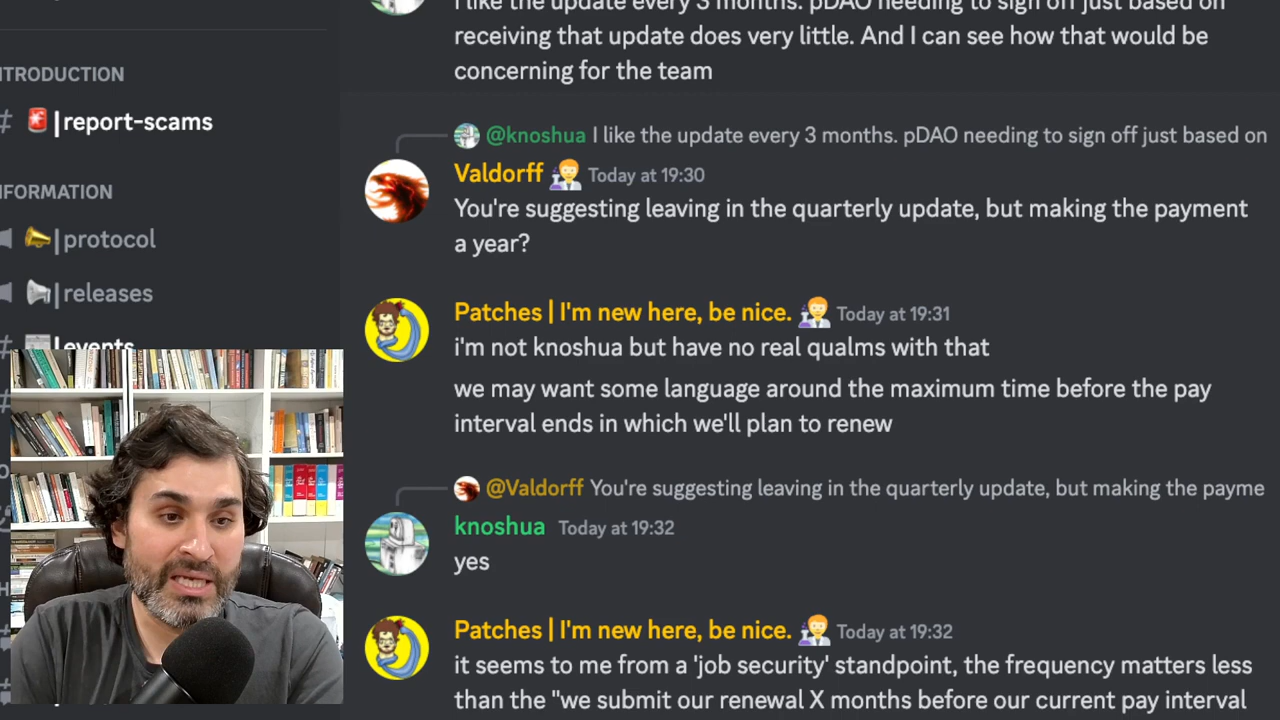 I like the update every 3 months. pDAO needing to sign off just based on
receiving that update does very little. And I can see how that would be
concerning for the team
NTRODUCTION
# | report-scams
NFORMATION
| protocol
| releases
# | events
@knoshua I like the update every 3 months. pDAO needing to sign off just based on
Valdorff Today at 19:30
You're suggesting leaving in the quarterly update, but making the payment
a year?
Patches | I'm new here, be nice. Today at 19:31
i'm not knoshua but have no real qualms with that
we may want some language around the maximum time before the pay
interval ends in which we'll plan to renew
@Valdorff You're suggesting leaving in the quarterly update, but making the payme
knoshua Today at 19:32
yes
Patches | I'm new here, be nice. Today at 19:32
it seems to me from a 'job security' standpoint, the frequency matters less
than the "we submit our renewal X months before our current pay interval